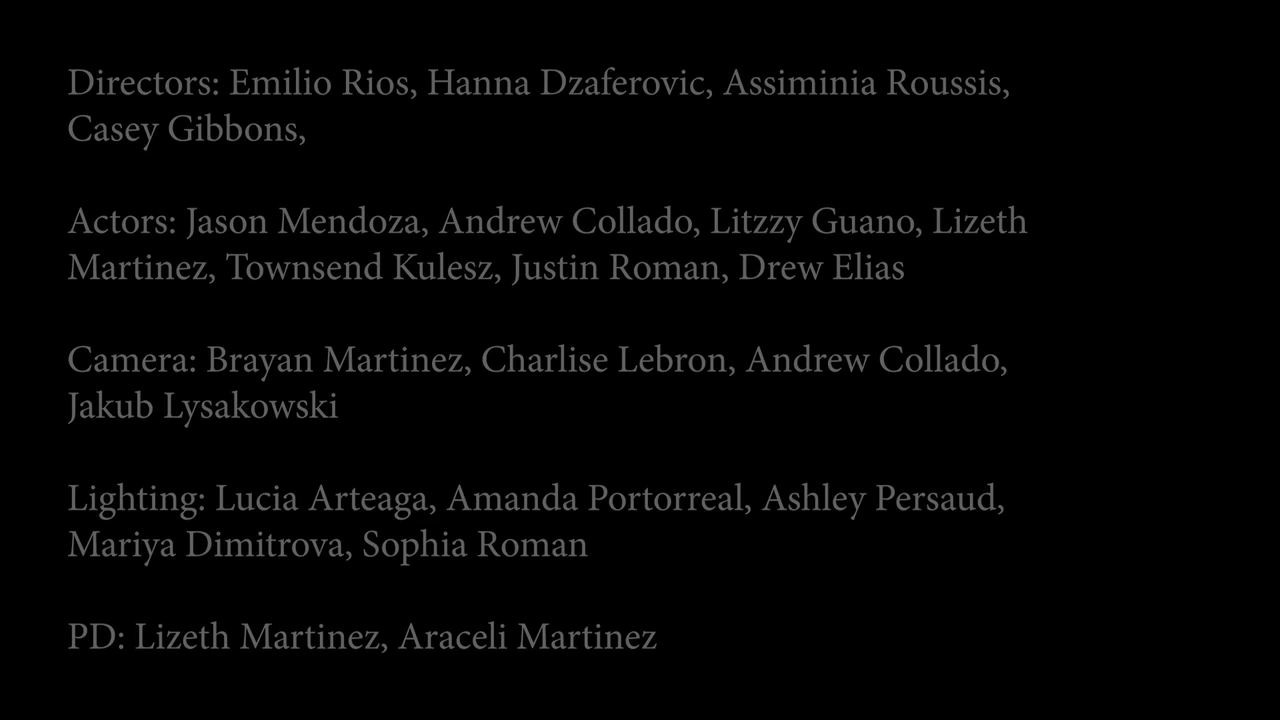 Directors: Emilio Rios, Hanna Dzaferovic, Assiminia Roussis,
Casey Gibbons,
Actors: Jason Mendoza, Andrew Collado, Litzzy Guano, Lizeth
Martinez, Townsend Kulesz, Justin Roman, Drew Elias
Camera: Brayan Martinez, Charlise Lebron, Andrew Collado,
Jakub Lysakowski
Lighting: Lucia Arteaga, Amanda Portorreal, Ashley Persaud,
Mariya Dimitrova, Sophia Roman
PD: Lizeth Martinez, Araceli Martinez